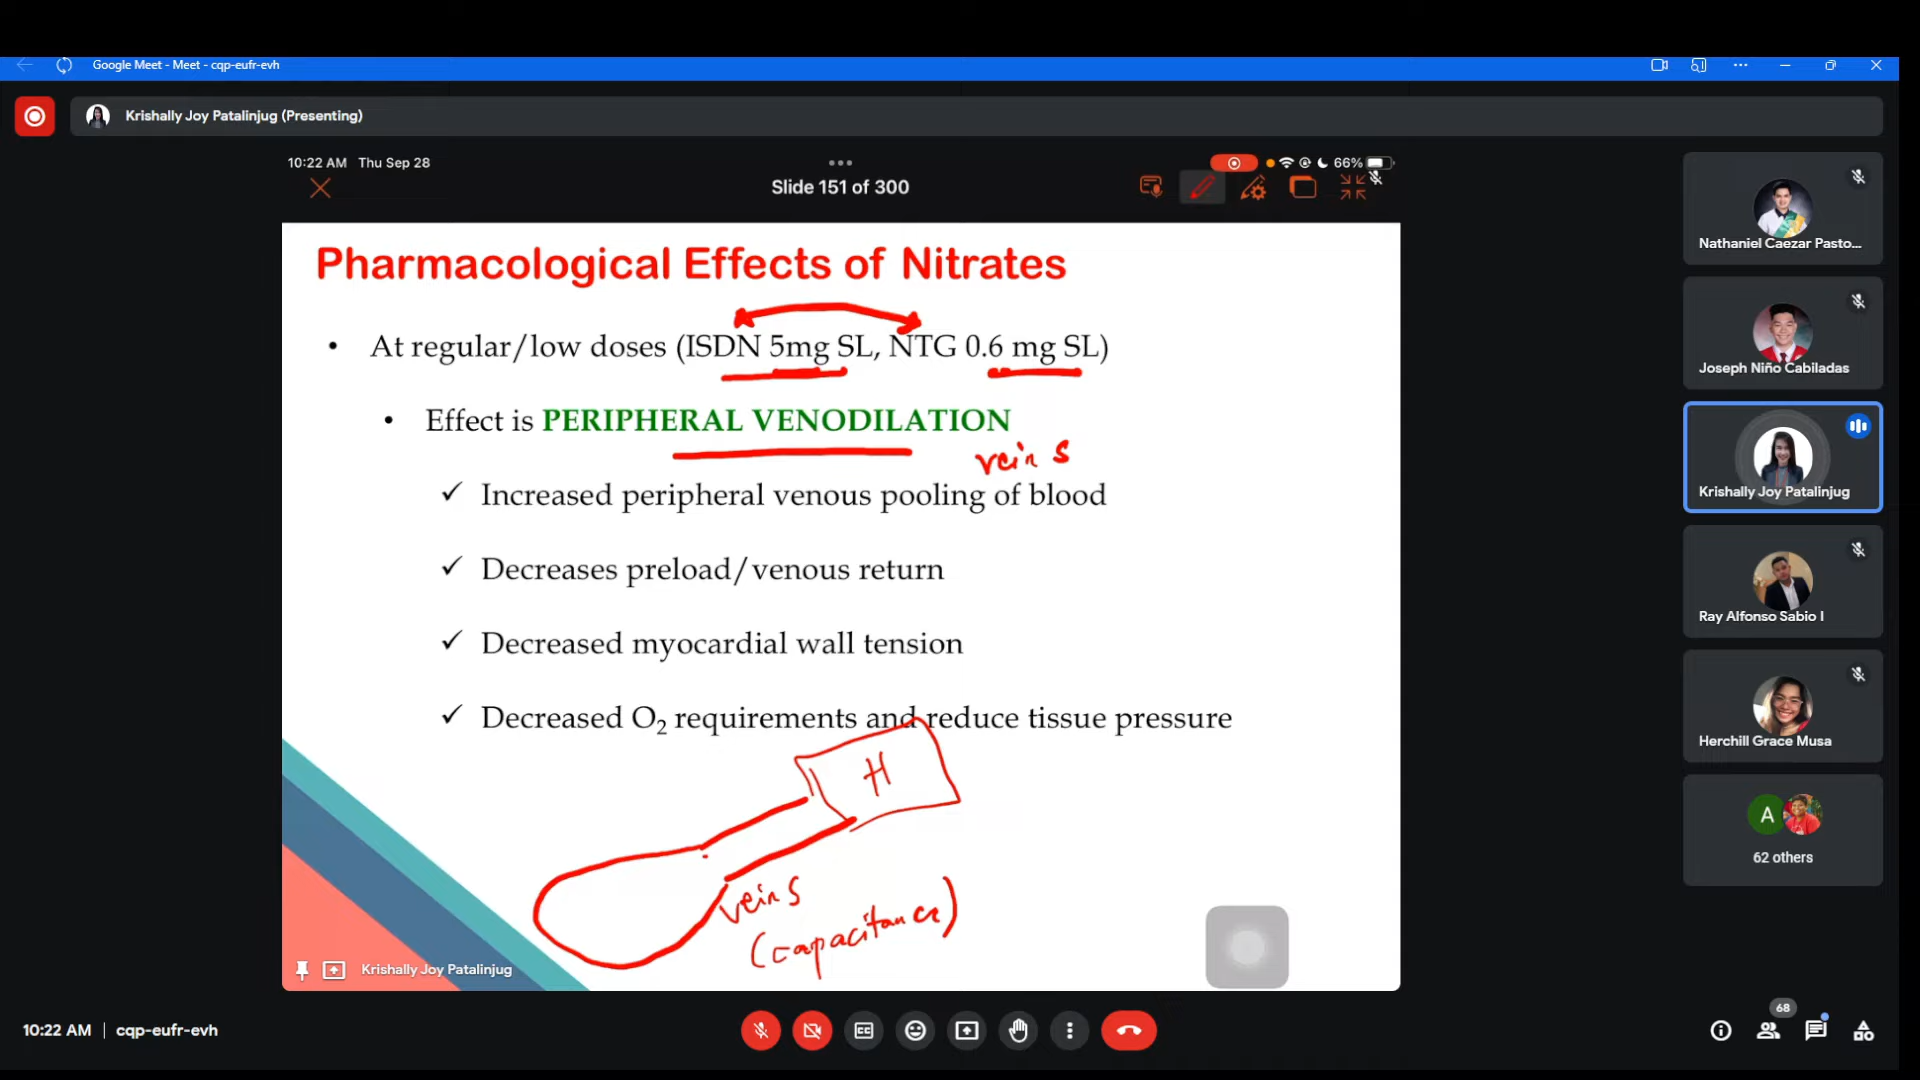 Google Meet - Meet - cqp-eufr-evh
Krishally Joy Patalinjug (Presenting)
10:22 AM Thu Sep 28
66%
Slide 151 of 300
Pharmacological Effects of Nitrates
• At regular/low doses (ISDN 5mg SL, NTG 0.6 mg SL)
• Effect is PERIPHERAL VENODILATION
veins
✓ Increased peripheral venous pooling of blood
✓ Decreases preload/venous return
✓ Decreased myocardial wall tension
✓ Decreased O₂ requirements and reduce tissue pressure
H
veins
(capacitance)
Krishally Joy Patalinjug
Nathaniel Caezar Pasto...
Joseph Niño Cabiladas
Krishally Joy Patalinjug
Ray Alfonso Sabio I
Herchill Grace Musa
A
62 others
10:22 AM | cqp-eufr-evh
68